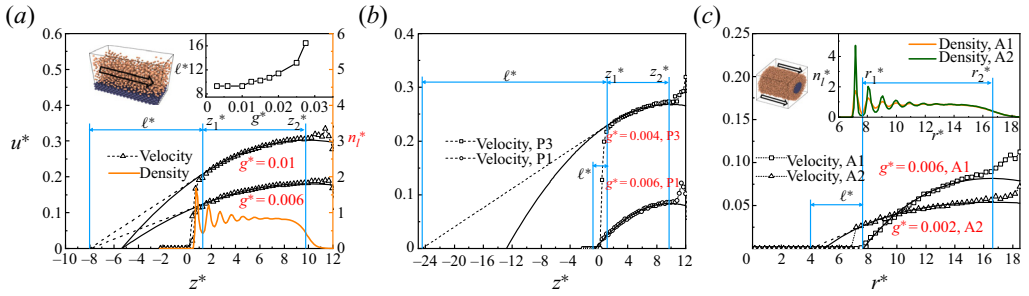 (a)
0.6
0.5
0.4
0.3
0.2
0.1
0
u*
16
12
8
ℓ*
0 0.01 0.02 0.03
g*
6
5
4
3
2
1
0
n_l*
ℓ*
z_1*
z_2*
Velocity
Density
g* = 0.01
g* = 0.006
−10 −8 −6 −4 −2 0 2 4 6 8 10 12
z*
(b)
0.4
0.3
0.2
0.1
0
ℓ*
z_1*
z_2*
Velocity, P3
Velocity, P1
g* = 0.004, P3
g* = 0.006, P1
ℓ*
−24 −20 −16 −12 −8 −4 0 4 8 12
z*
(c)
0.25
0.20
0.15
0.10
0.05
0
Density, A1
Density, A2
n_l*
4
2
0
r_1*
r_2*
6 8 10 12 14 16 18
r*
Velocity, A1
Velocity, A2
ℓ*
g* = 0.006, A1
g* = 0.002, A2
0 2 4 6 8 10 12 14 16 18
r*